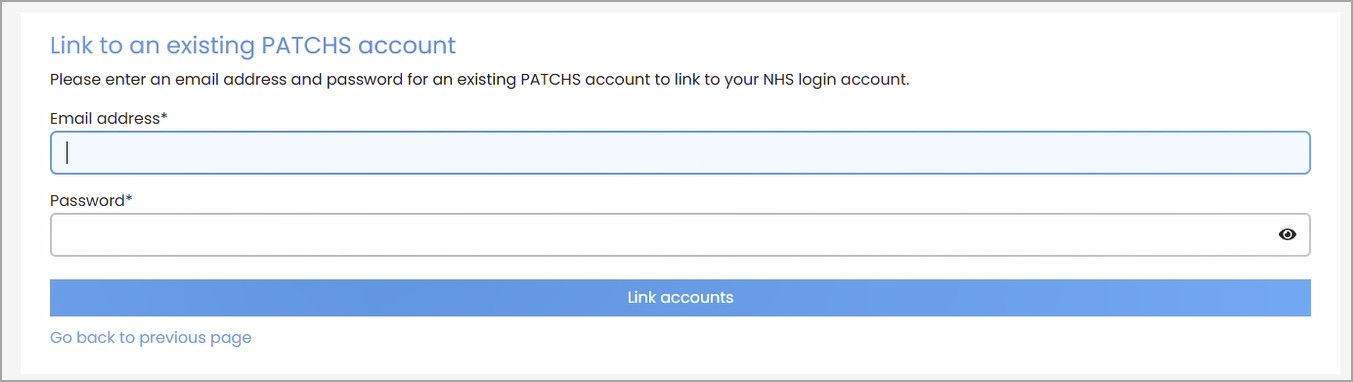 Link to an existing PATCHS account
Please enter an email address and password for an existing PATCHS account to link to your NHS login account.
Email address*
Password*
Link accounts
Go back to previous page